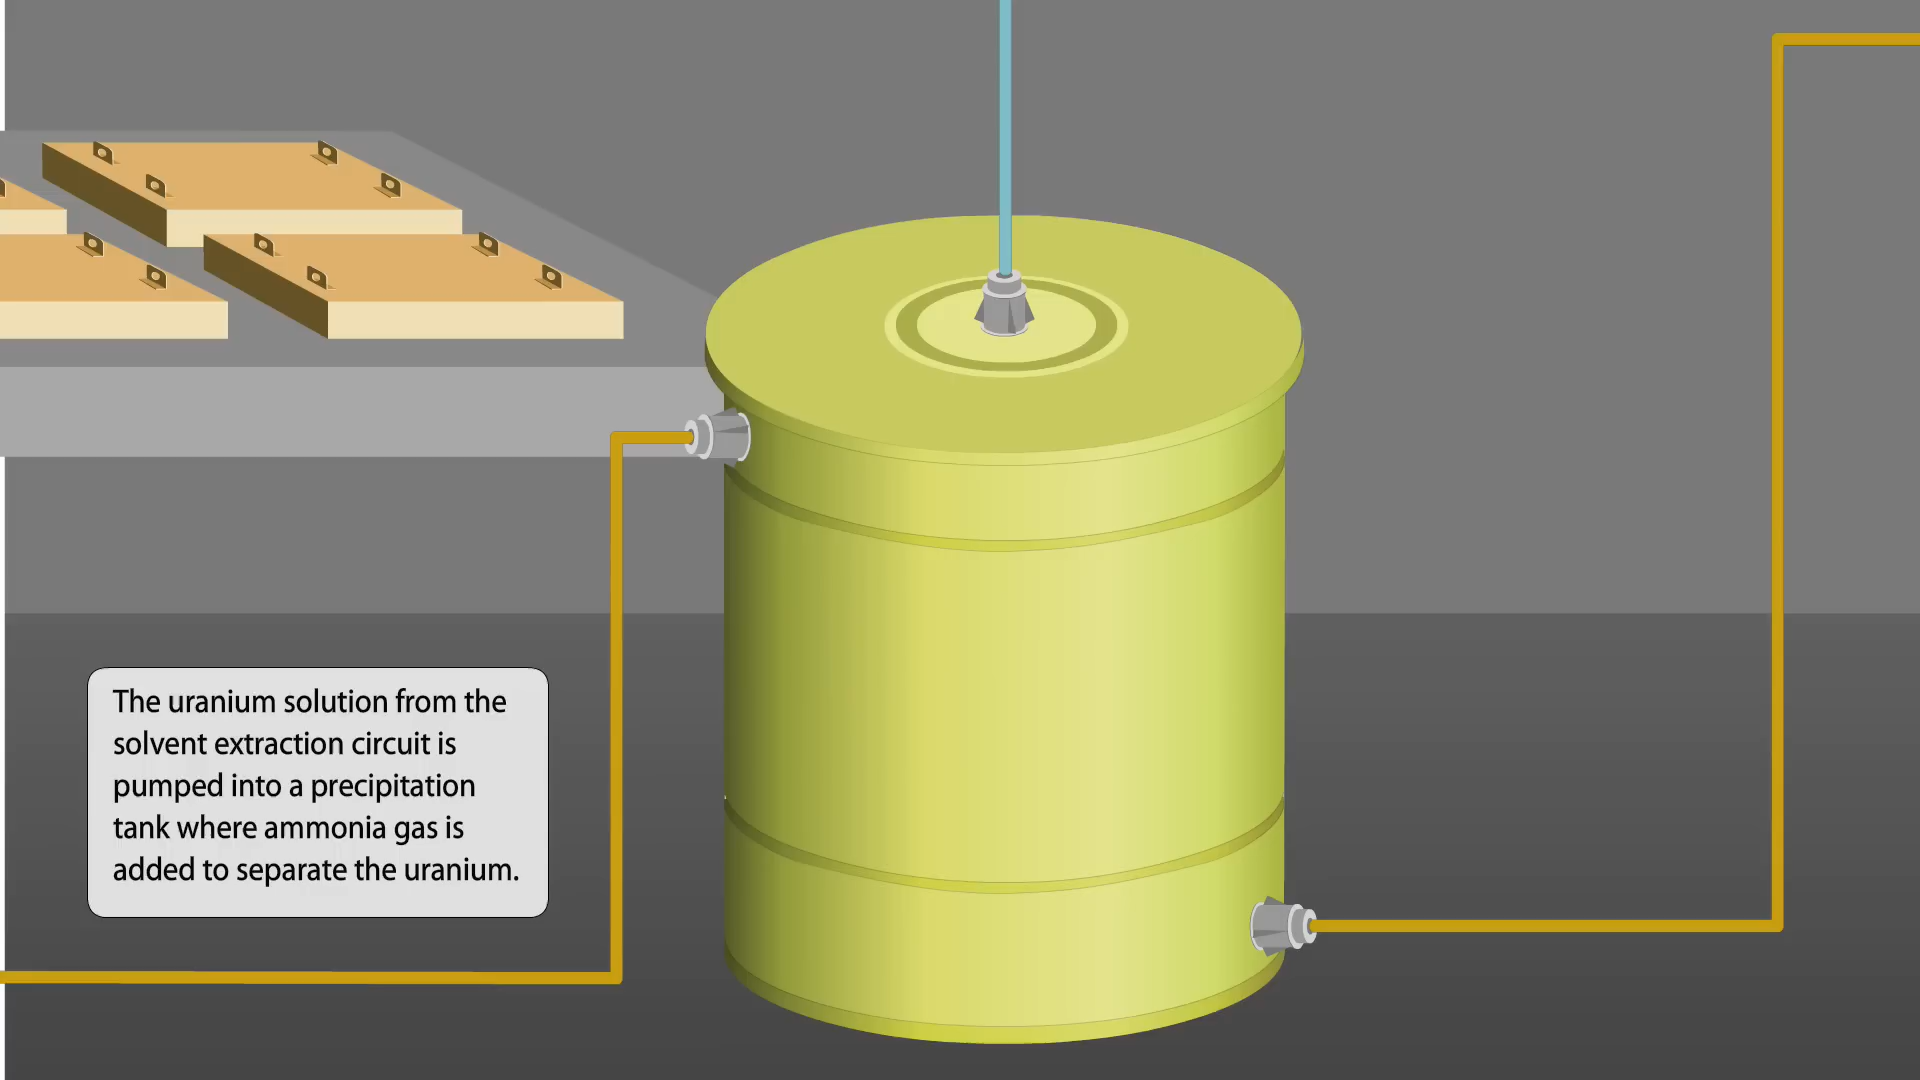 The uranium solution from the
solvent extraction circuit is
pumped into a precipitation
tank where ammonia gas is
added to separate the uranium.